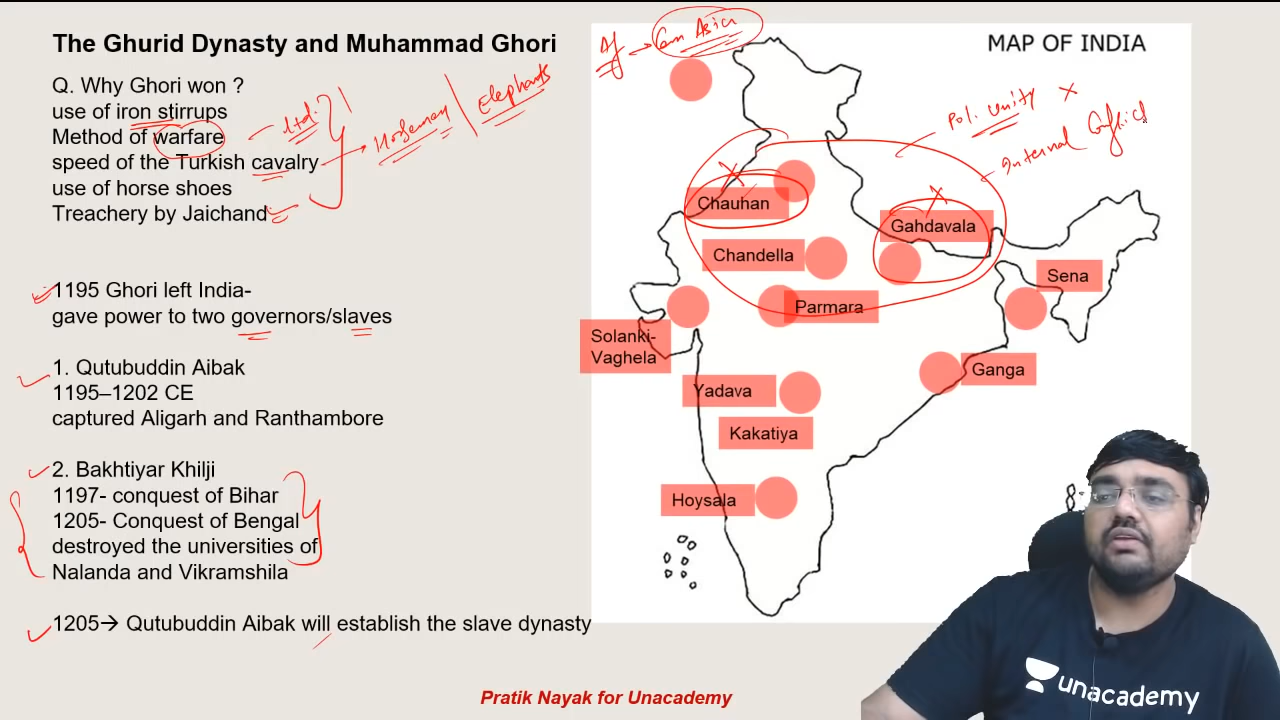 The Ghurid Dynasty and Muhammad Ghori
Q. Why Ghori won ?
use of iron stirrups
Method of warfare
speed of the Turkish cavalry
use of horse shoes
Treachery by Jaichand
Horsemen | Elephants
1195 Ghori left India-
gave power to two governors/slaves
1. Qutubuddin Aibak
1195–1202 CE
captured Aligarh and Ranthambore
2. Bakhtiyar Khilji
1197- conquest of Bihar
1205- Conquest of Bengal
destroyed the universities of
Nalanda and Vikramshila
1205→ Qutubuddin Aibak will establish the slave dynasty
MAP OF INDIA
Af → Cen Asia
Pol. Unity X
Internal Conflict
Chauhan
Gahdavala
Chandella
Sena
Parmara
Solanki-
Vaghela
Ganga
Yadava
Kakatiya
Hoysala
unacademy
Pratik Nayak for Unacademy